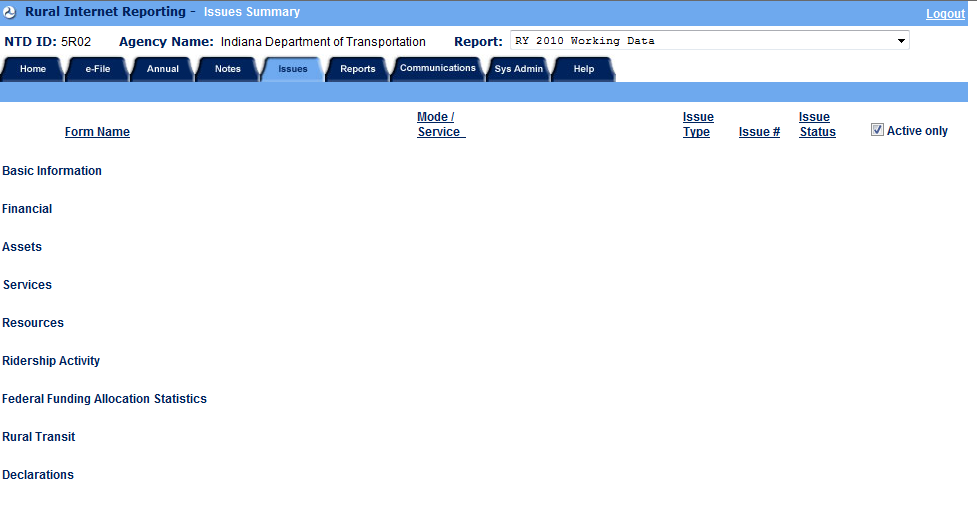 Rural Internet Reporting - Issues Summary
Logout
NTD ID: 5R02 Agency Name: Indiana Department of Transportation Report: RY 2010 Working Data
Home e-File Annual Notes Issues Reports Communications Sys Admin Help
Form Name Mode / Service Issue Type Issue # Issue Status Active only
Basic Information
Financial
Assets
Services
Resources
Ridership Activity
Federal Funding Allocation Statistics
Rural Transit
Declarations